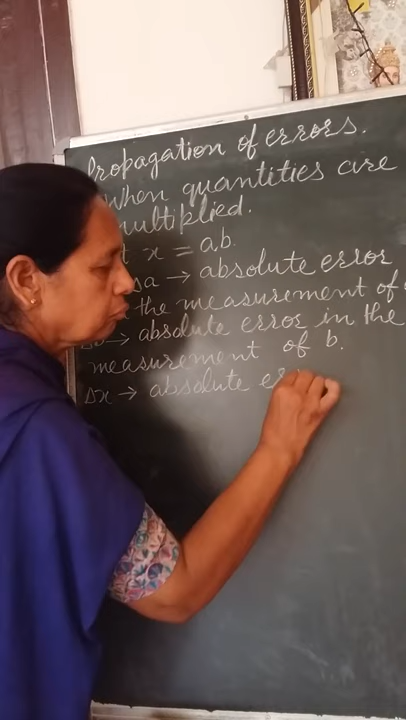 Propagation of errors.
When quantities are
multiplied.
x = a.b.
Δa → absolute error
the measurement of
Δb → absolute error in the
measurement of b.
Δx → absolute er